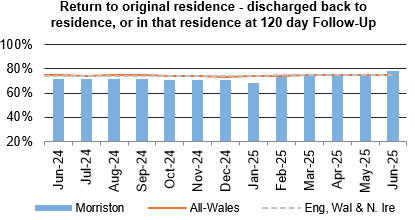 Return to original residence - discharged back to
residence, or in that residence at 120 day Follow-Up
100%
80%
60%
40%
20%
Jun-24
Jul-24
Aug-24
Sep-24
Oct-24
Nov-24
Dec-24
Jan-25
Feb-25
Mar-25
Apr-25
May-25
Jun-25
Morriston All-Wales Eng, Wal & N. Ire